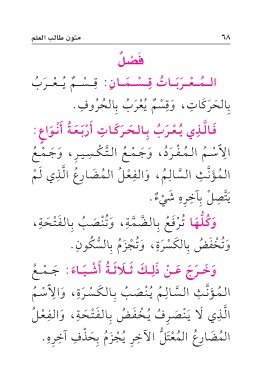 ٦٨ متون طالب العلم
فَصْلٌ
الْمُعْرَبَاتُ قِسْمَانِ: قِسْمٌ يُعْرَبُ
بِالحَرَكَاتِ، وَقِسْمٌ يُعْرَبُ بِالحُرُوفِ.
فَالَّذِي يُعْرَبُ بِالحَرَكَاتِ أَرْبَعَةُ أَنْوَاعٍ:
الِاسْمُ المُفْرَدُ، وَجَمْعُ التَّكْسِيرِ، وَجَمْعُ
المُؤَنَّثِ السَّالِمُ، وَالفِعْلُ المُضَارِعُ الَّذِي لَمْ
يَتَّصِلْ بِآخِرِهِ شَيْءٌ.
وَكُلُّهَا تُرْفَعُ بِالضَّمَّةِ، وَتُنْصَبُ بِالفَتْحَةِ،
وَتُخْفَضُ بِالكَسْرَةِ، وَتُجْزَمُ بِالسُّكُونِ.
وَخَرَجَ عَنْ ذَلِكَ ثَلَاثَةُ أَشْيَاءَ: جَمْعُ
المُؤَنَّثِ السَّالِمُ يُنْصَبُ بِالكَسْرَةِ، وَالِاسْمُ
الَّذِي لَا يَنْصَرِفُ يُخْفَضُ بِالفَتْحَةِ، وَالفِعْلُ
المُضَارِعُ المُعْتَلُّ الآخِرِ يُجْزَمُ بِحَذْفِ آخِرِهِ.